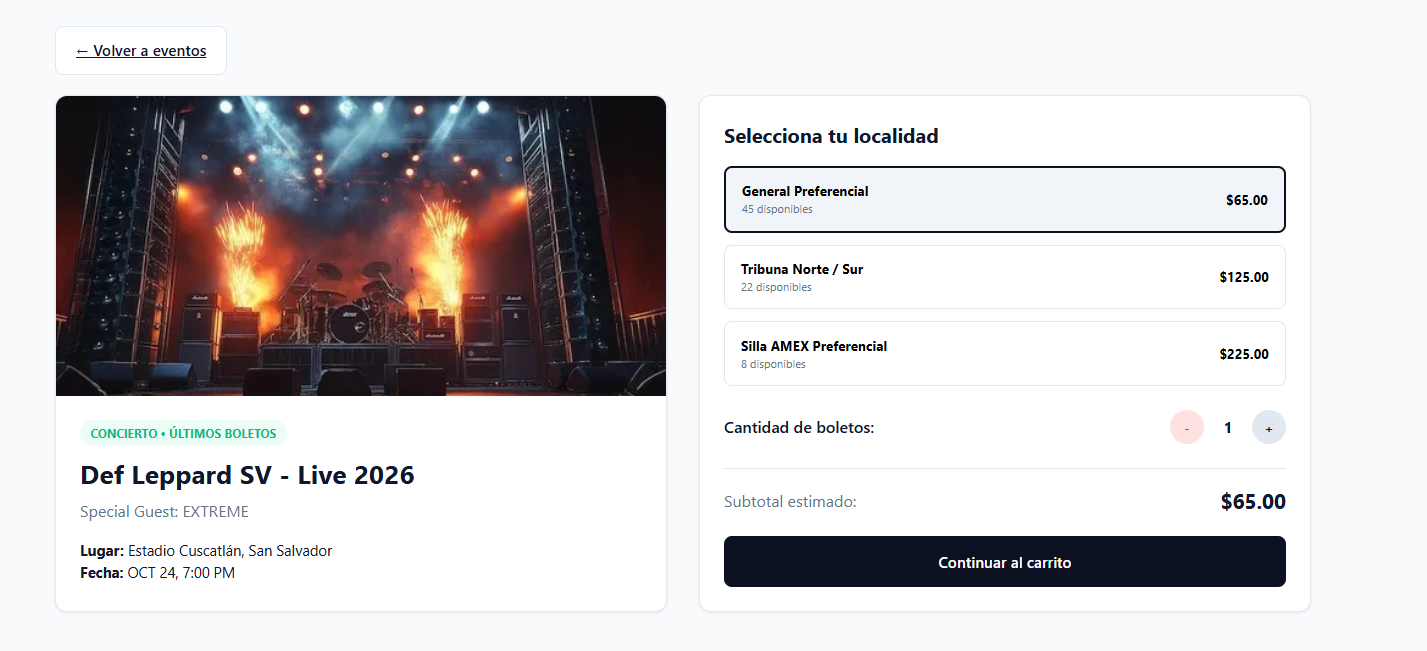 ← Volver a eventos
CONCIERTO • ÚLTIMOS BOLETOS
Def Leppard SV - Live 2026
Special Guest: EXTREME
Lugar: Estadio Cuscatlán, San Salvador
Fecha: OCT 24, 7:00 PM
Selecciona tu localidad
General Preferencial
45 disponibles
$65.00
Tribuna Norte / Sur
22 disponibles
$125.00
Silla AMEX Preferencial
8 disponibles
$225.00
Cantidad de boletos:
- 1 +
Subtotal estimado:
$65.00
Continuar al carrito